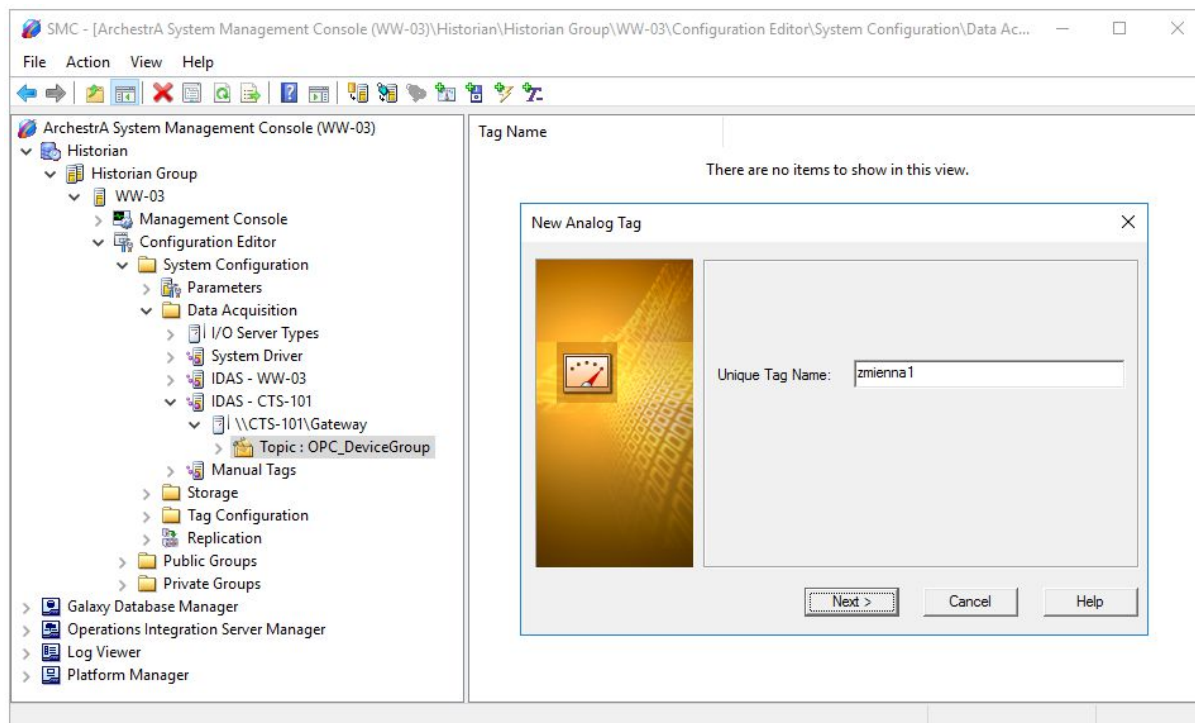 SMC - [ArchestrA System Management Console (WW-03)\Historian\Historian Group\WW-03\Configuration Editor\System Configuration\Data Ac...
File Action View Help
ArchestrA System Management Console (WW-03)
Historian
Historian Group
WW-03
Management Console
Configuration Editor
System Configuration
Parameters
Data Acquisition
I/O Server Types
System Driver
IDAS - WW-03
IDAS - CTS-101
\\CTS-101\Gateway
Topic : OPC_DeviceGroup
Manual Tags
Storage
Tag Configuration
Replication
Public Groups
Private Groups
Galaxy Database Manager
Operations Integration Server Manager
Log Viewer
Platform Manager
Tag Name
There are no items to show in this view.
New Analog Tag
Unique Tag Name: zmienna1
Next > Cancel Help